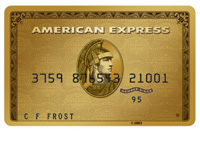 AMERICAN EXPRESS
3759 876543 21001
95
C F FROST